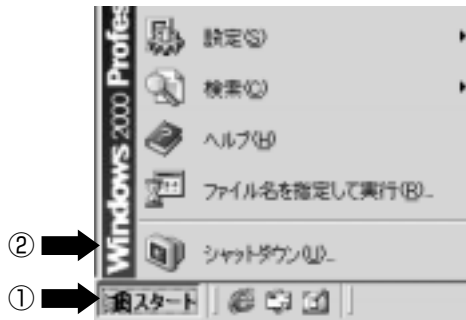 Windows 2000 Profes
設定(S)
検索(C)
ヘルプ(H)
ファイル名を指定して実行(R)...
② シャットダウン(U)...
① スタート